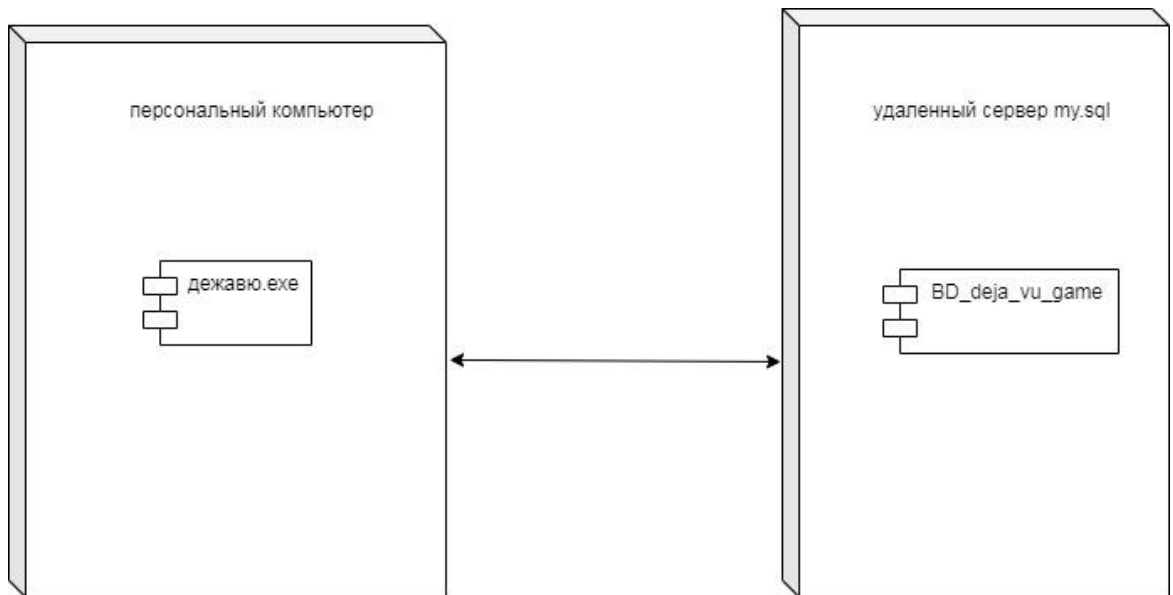 персональный компьютер
удаленный сервер my.sql
дежавю.exe
BD_deja_vu_game